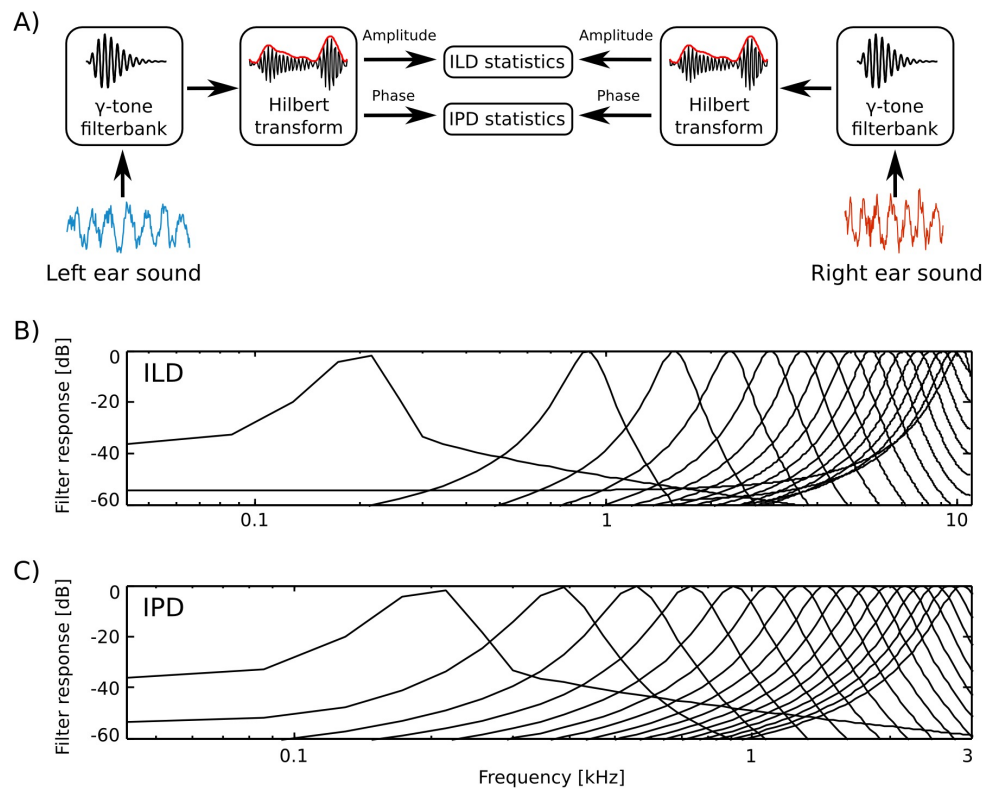 A)
γ-tone
filterbank
Hilbert
transform
Amplitude
Phase
ILD statistics
IPD statistics
Amplitude
Phase
Hilbert
transform
γ-tone
filterbank
Left ear sound
Right ear sound
B)
Filter response [dB]
ILD
0
-20
-40
-60
0.1
1
10
C)
Filter response [dB]
IPD
0
-20
-40
-60
0.1
1
3
Frequency [kHz]